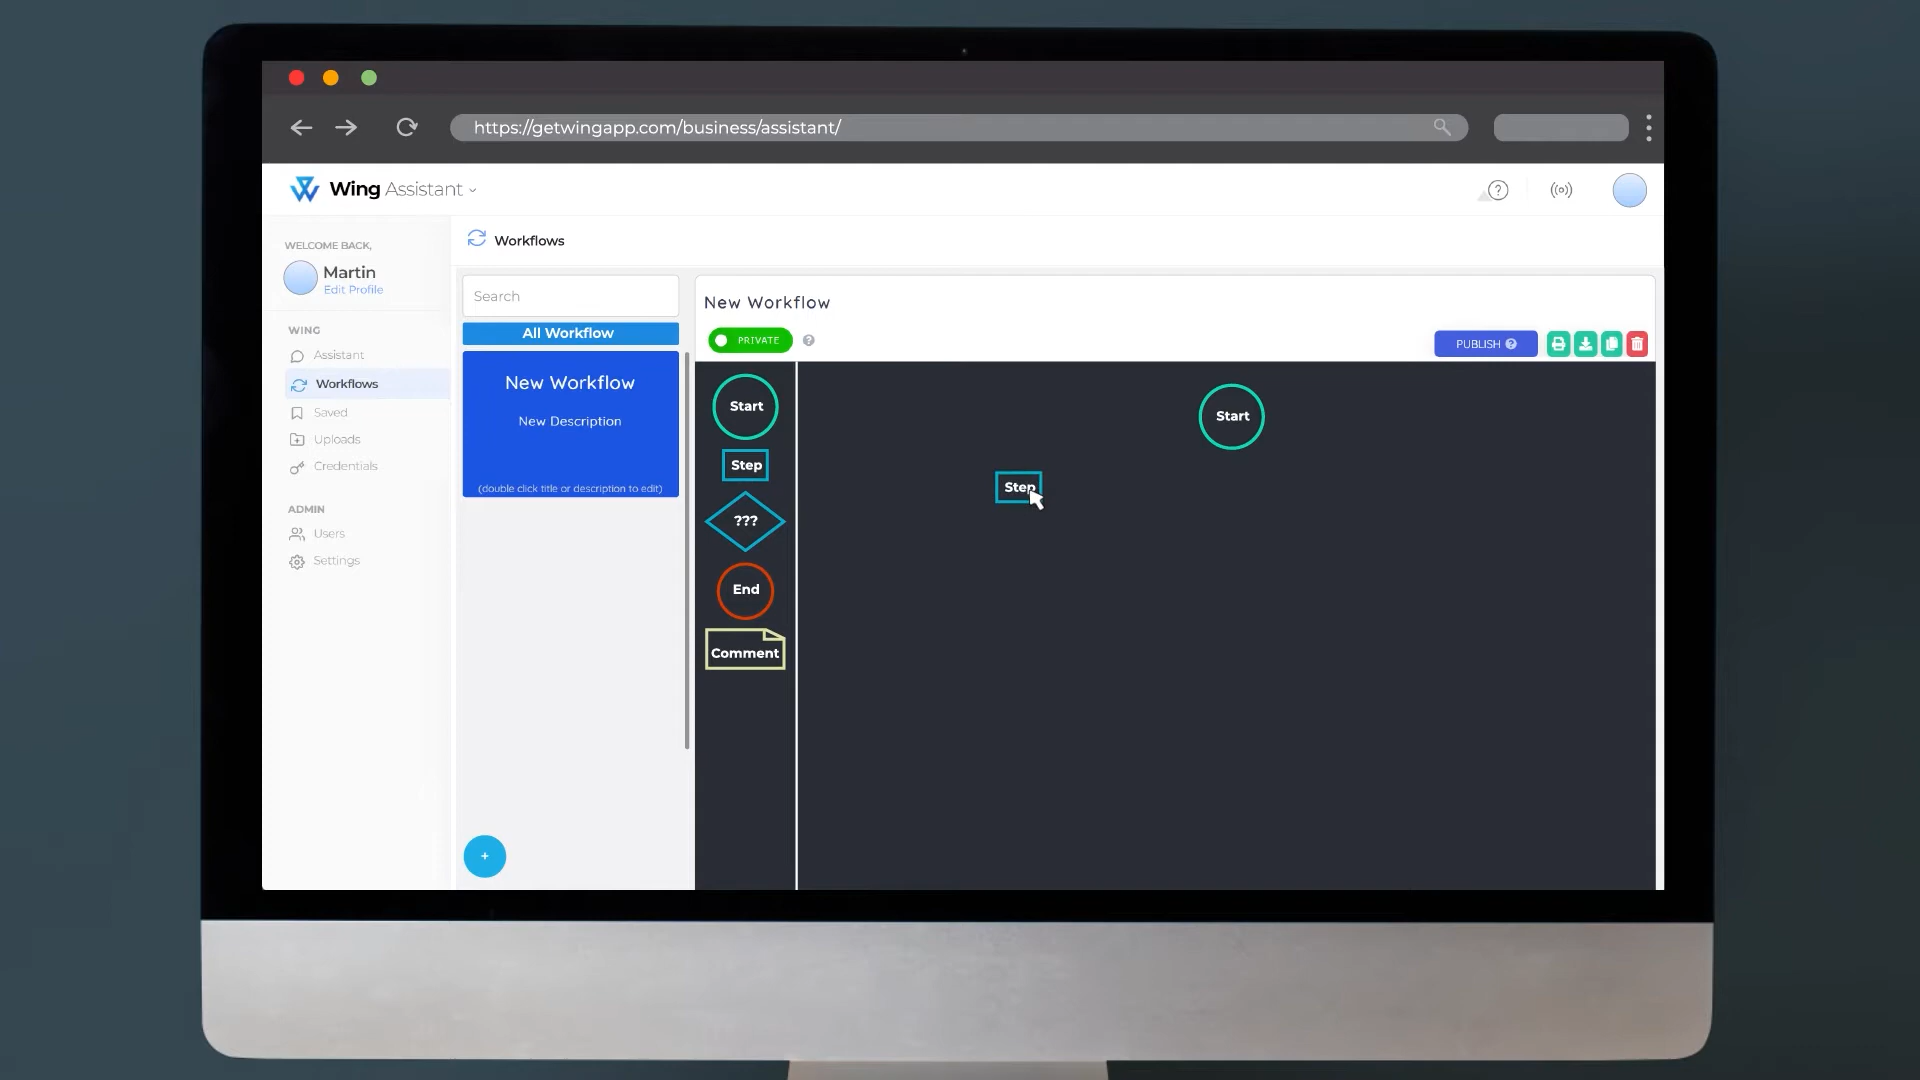 https://getwingapp.com/business/assistant/
Wing Assistant
?
WELCOME BACK,
Martin
Edit Profile
WING
Assistant
Workflows
Saved
Uploads
Credentials
ADMIN
Users
Settings
Workflows
Search
All Workflow
New Workflow
New Description
(double click title or description to edit)
+
New Workflow
PRIVATE ?
PUBLISH ?
Start
Step
???
End
Comment
Start
Step